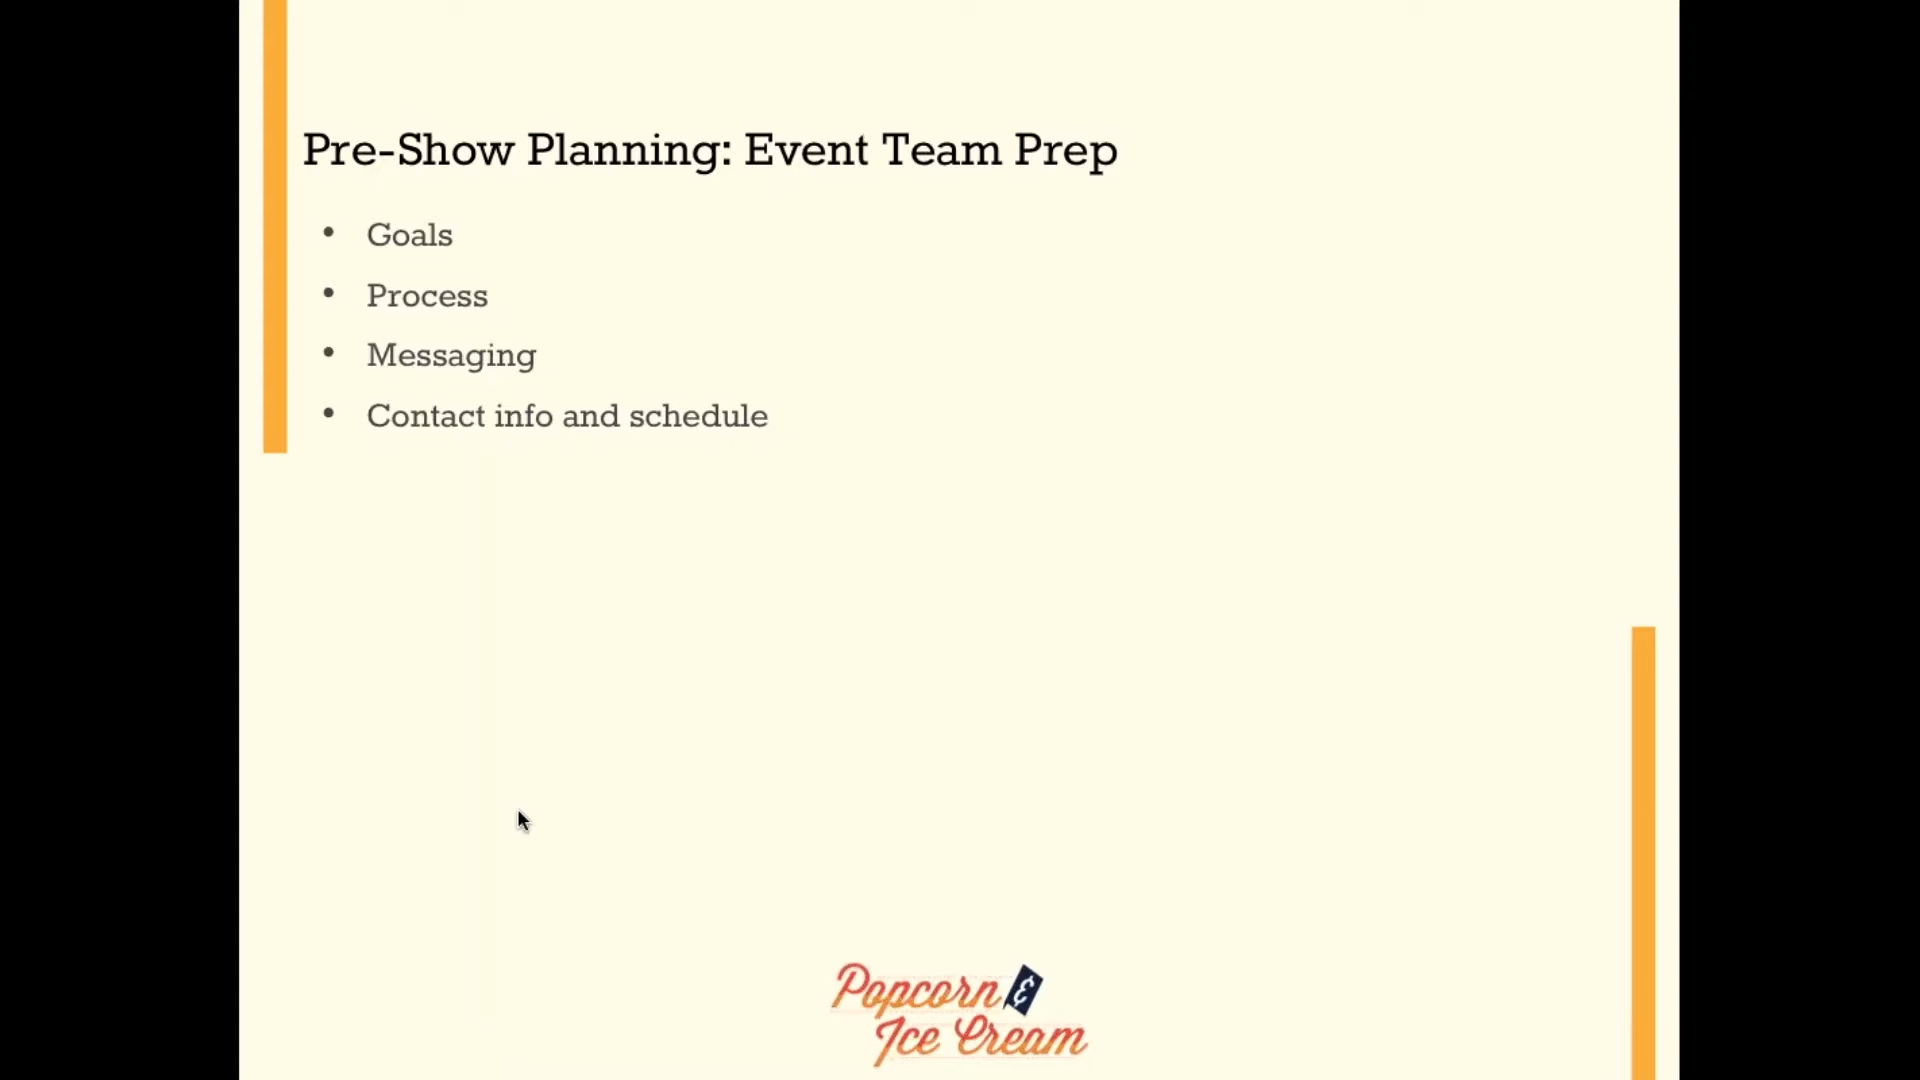 Pre-Show Planning: Event Team Prep
• Goals
• Process
• Messaging
• Contact info and schedule
Popcorn &
Ice Cream